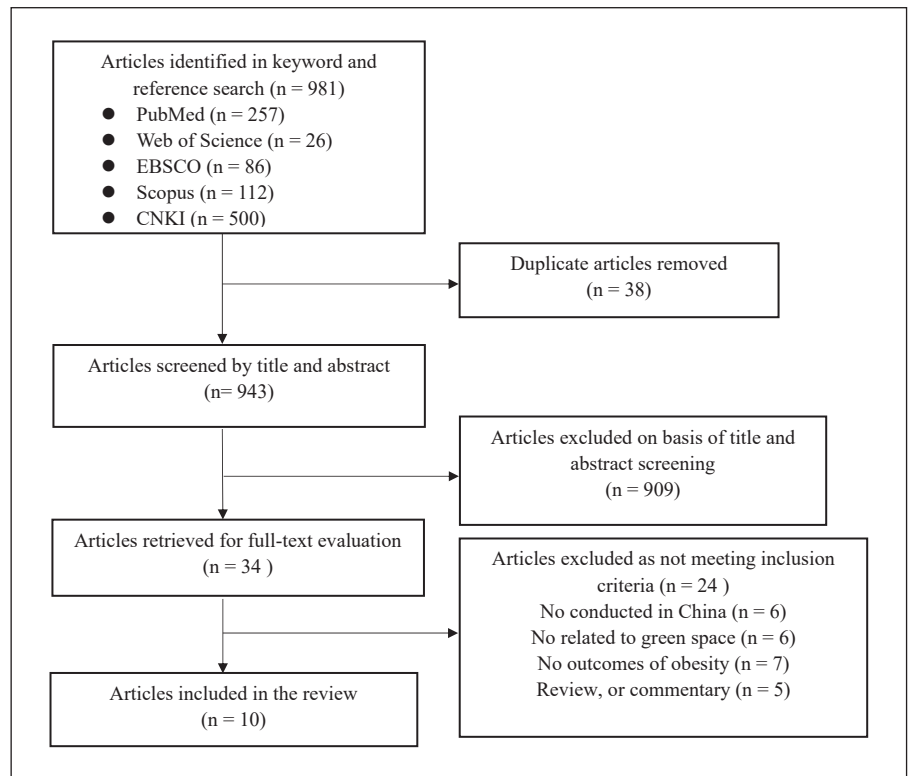 Articles identified in keyword and
reference search (n = 981)
● PubMed (n = 257)
● Web of Science (n = 26)
● EBSCO (n = 86)
● Scopus (n = 112)
● CNKI (n = 500)
Duplicate articles removed
(n = 38)
Articles screened by title and abstract
(n= 943)
Articles excluded on basis of title and
abstract screening
(n = 909)
Articles retrieved for full-text evaluation
(n = 34 )
Articles excluded as not meeting inclusion
criteria (n = 24 )
No conducted in China (n = 6)
No related to green space (n = 6)
No outcomes of obesity (n = 7)
Review, or commentary (n = 5)
Articles included in the review
(n = 10)